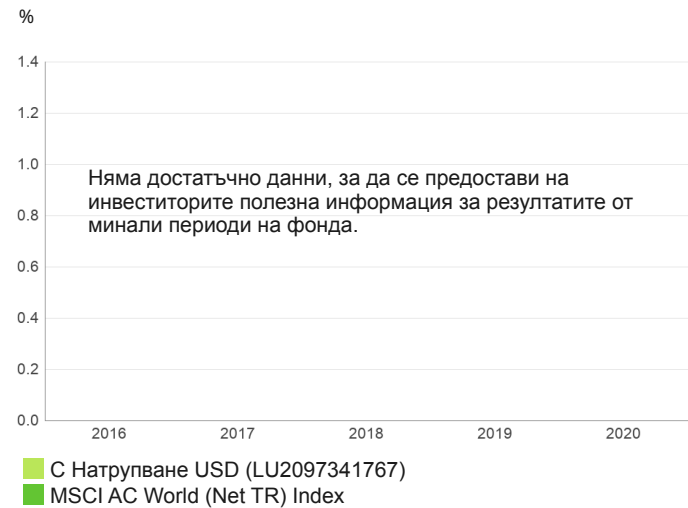 %
1.4
1.2
1.0
Няма достатъчно данни, за да се предостави на
инвеститорите полезна информация за резултатите от
0.8
минали периоди на фонда.
0.6
0.4
0.2
0.0
2016 2017 2018 2019 2020
C Натрупване USD (LU2097341767)
MSCI AC World (Net TR) Index